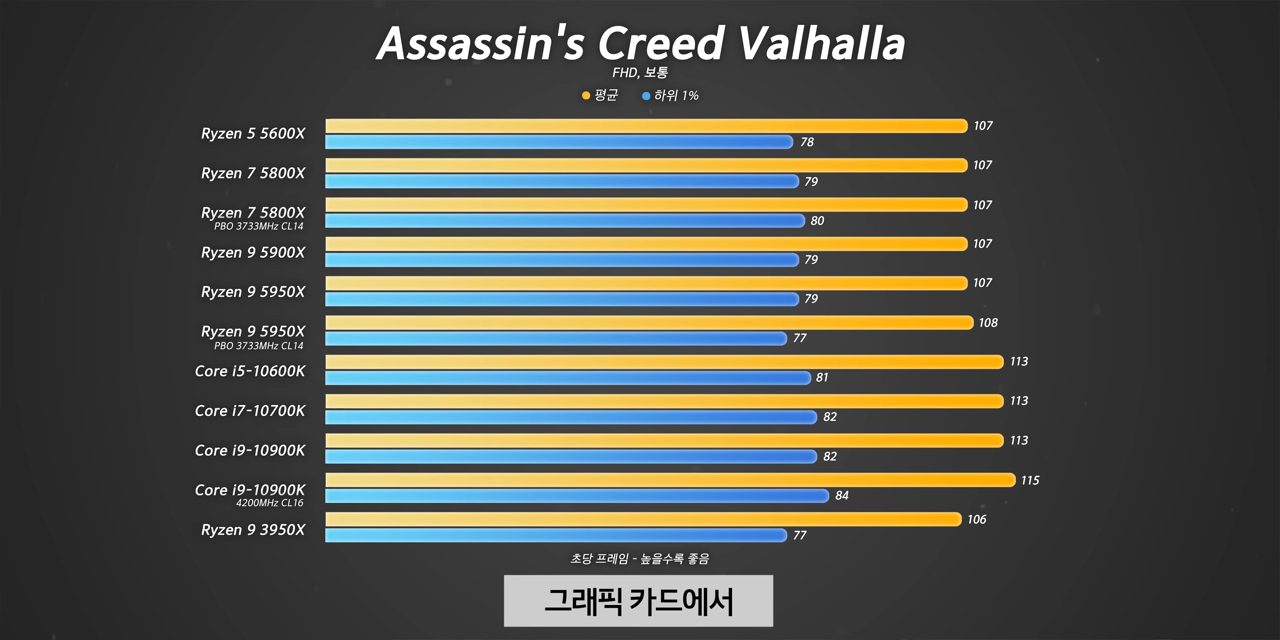 Assassin's Creed Valhalla
FHD, 보통
평균 하위 1%
Ryzen 5 5600X 107
78
Ryzen 7 5800X 107
79
Ryzen 7 5800X 107
PBO 3733MHz CL14 80
Ryzen 9 5900X 107
79
Ryzen 9 5950X 107
79
Ryzen 9 5950X 108
PBO 3733MHz CL14 77
Core i5-10600K 113
81
Core i7-10700K 113
82
Core i9-10900K 113
82
Core i9-10900K 115
4200MHz CL16 84
Ryzen 9 3950X 106
77
초당 프레임 - 높을수록 좋음
그래픽 카드에서